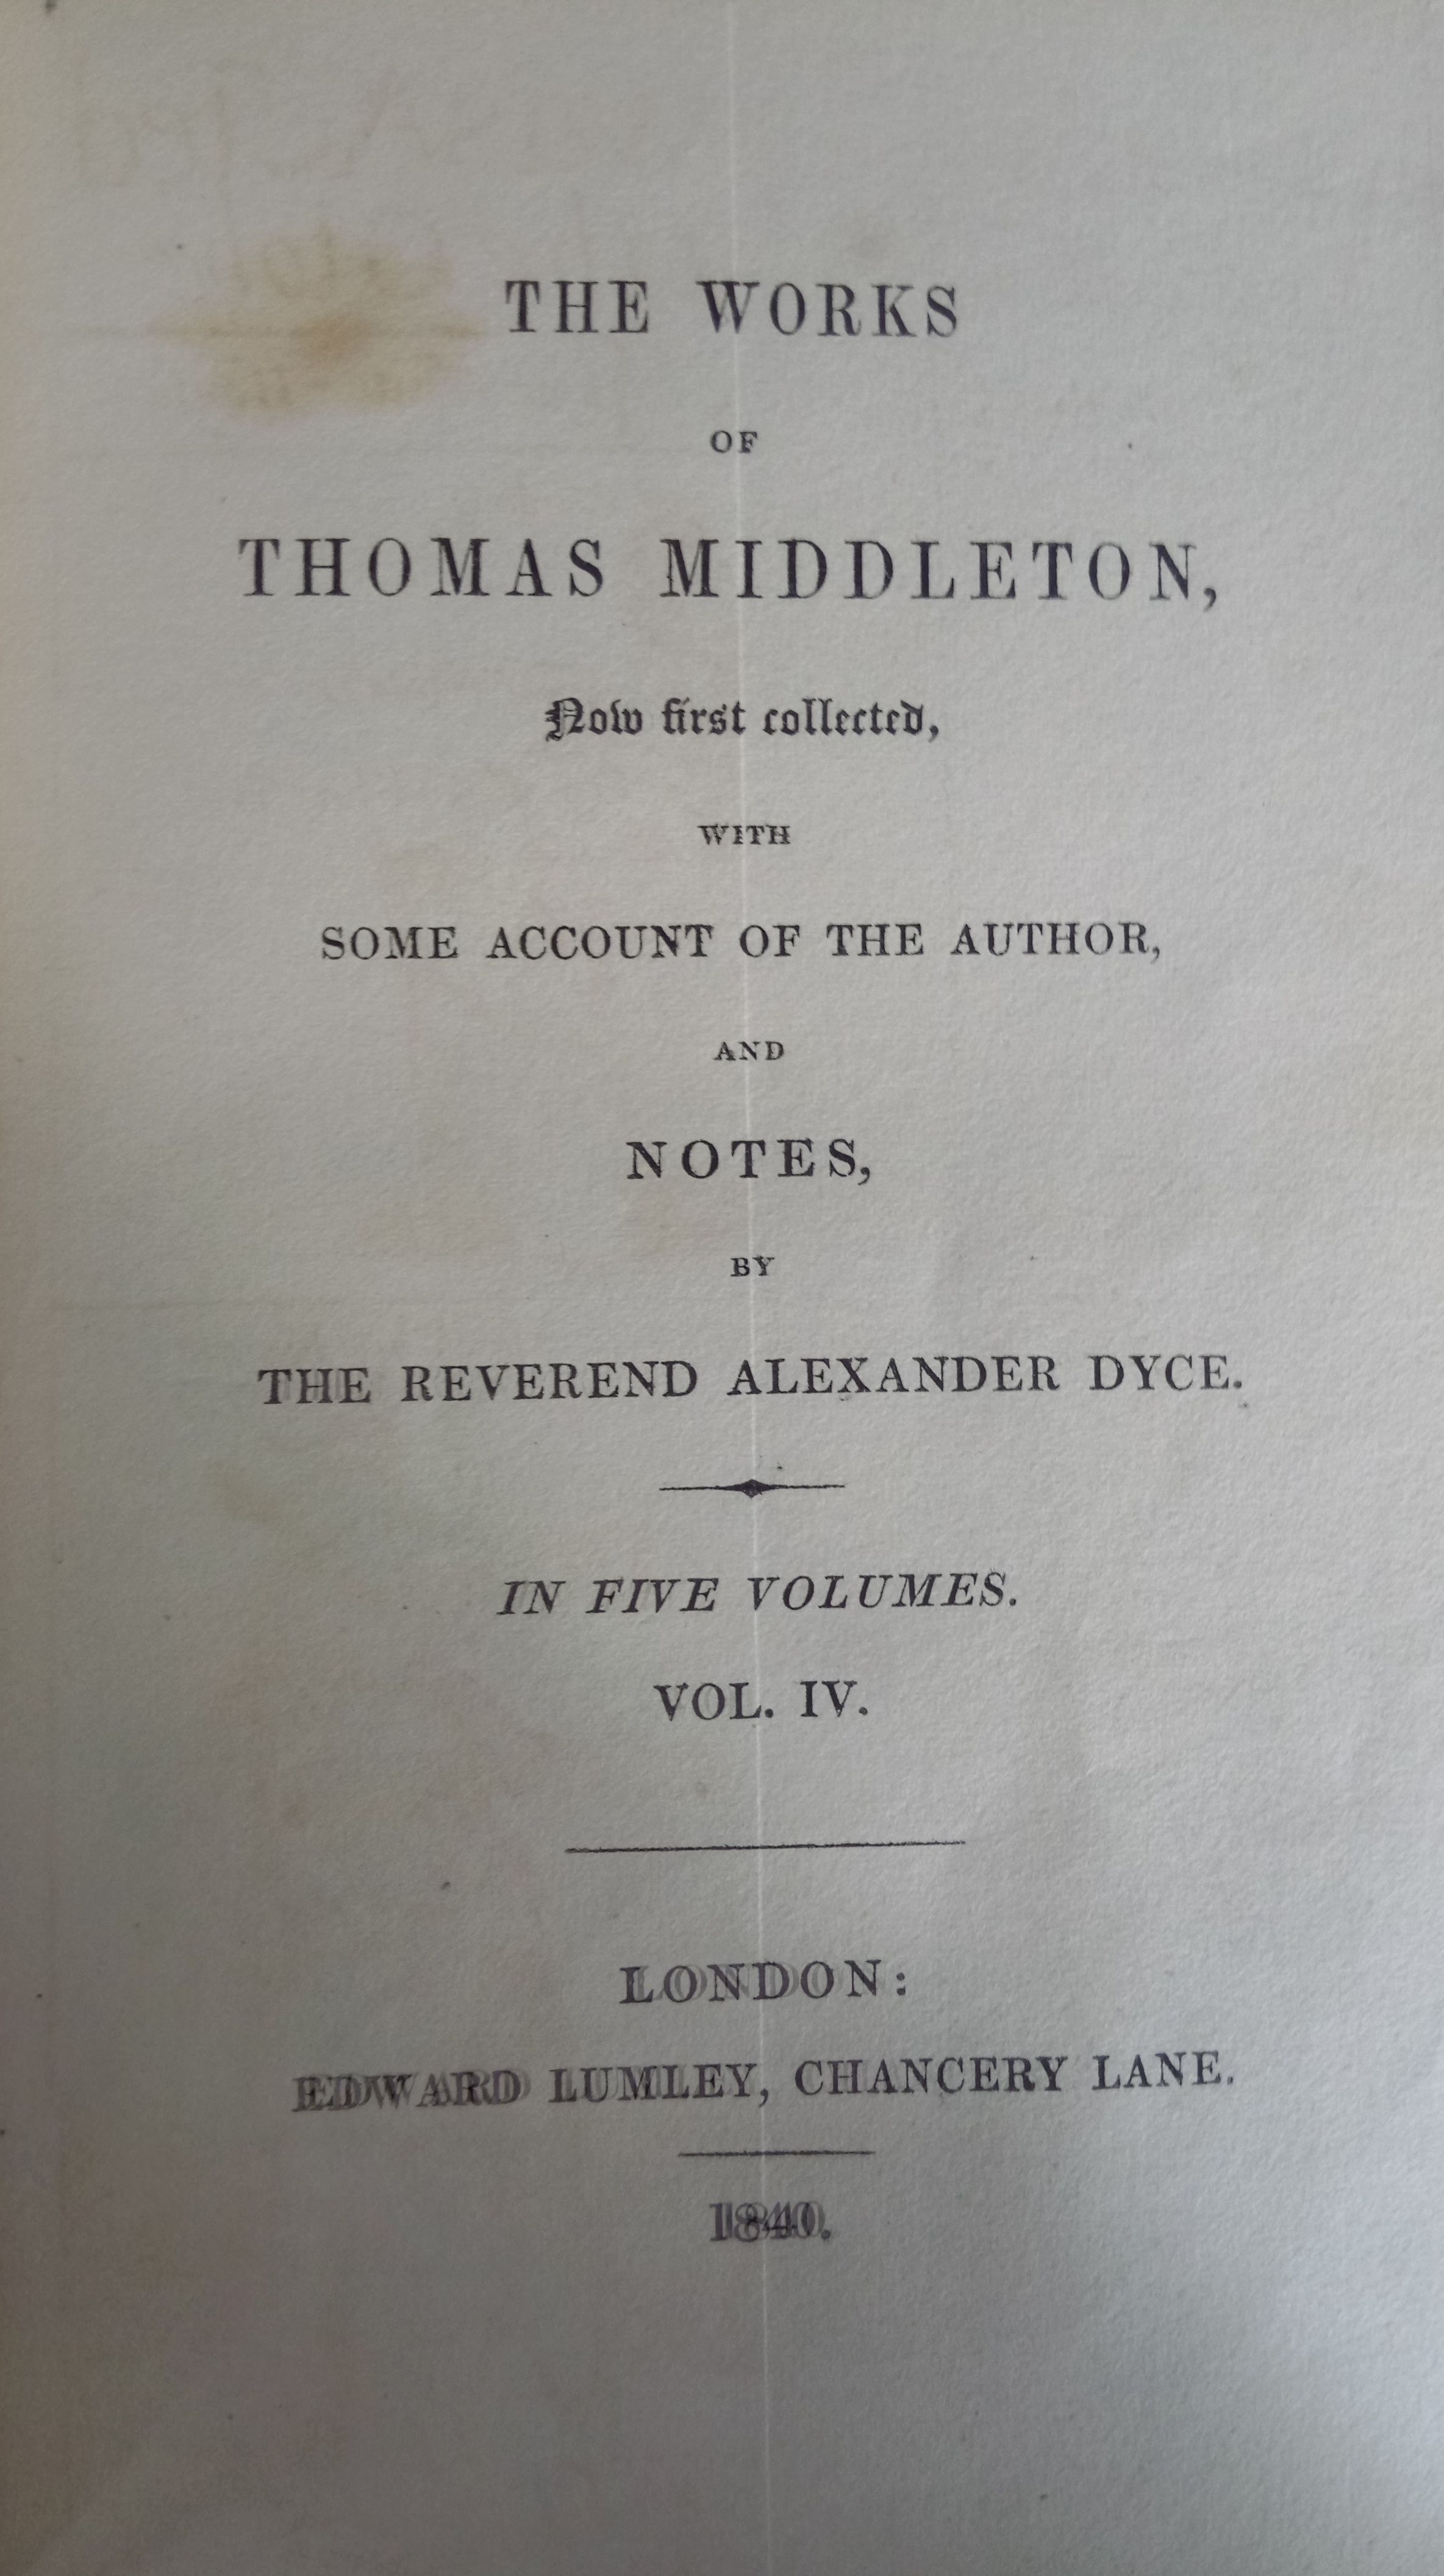 THE WORKS
OF
THOMAS MIDDLETON,
Now first collected,
WITH
SOME ACCOUNT OF THE AUTHOR,
AND
NOTES,
BY
THE REVEREND ALEXANDER DYCE.
IN FIVE VOLUMES.
VOL. IV.
LONDON:
EDWARD LUMLEY, CHANCERY LANE.
1840.